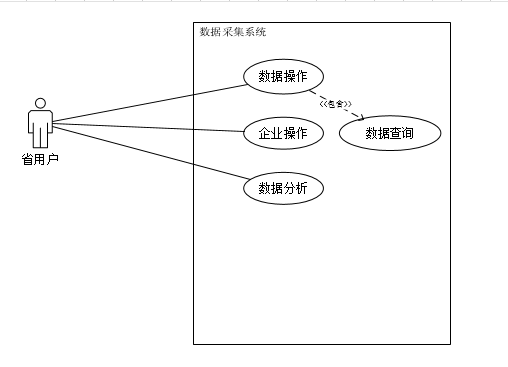 数据采集系统
数据操作
<<包含>>
企业操作
数据查询
省用户
数据分析